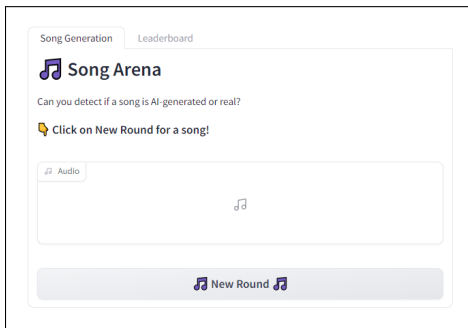 Song Generation Leaderboard
🎵 Song Arena
Can you detect if a song is AI-generated or real?
👇 Click on New Round for a song!
Audio
🎵 New Round 🎵